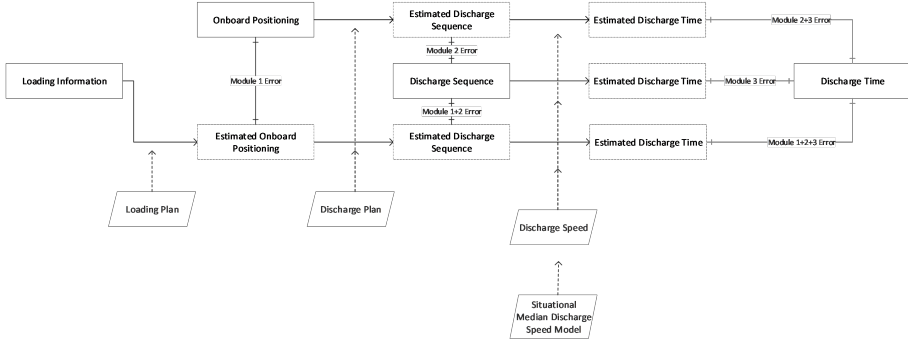 Onboard Positioning
Estimated Discharge
Sequence
Estimated Discharge Time
Module 2+3 Error
Module 2 Error
Loading Information
Module 1 Error
Discharge Sequence
Estimated Discharge Time
Module 3 Error
Discharge Time
Module 1+2 Error
Estimated Onboard
Positioning
Estimated Discharge
Sequence
Estimated Discharge Time
Module 1+2+3 Error
Loading Plan
Discharge Plan
Discharge Speed
Situational
Median Discharge
Speed Model